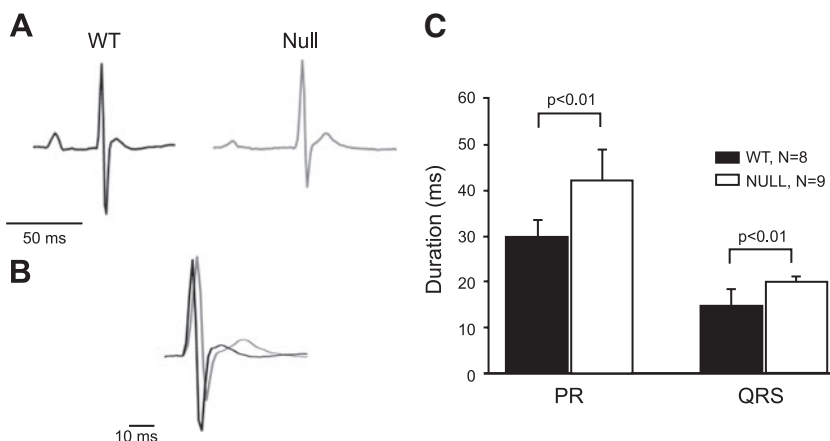 A
WT
Null
50 ms
B
10 ms
C
Duration (ms)
60
50
40
30
20
10
0
p<0.01
p<0.01
WT, N=8
NULL, N=9
PR
QRS